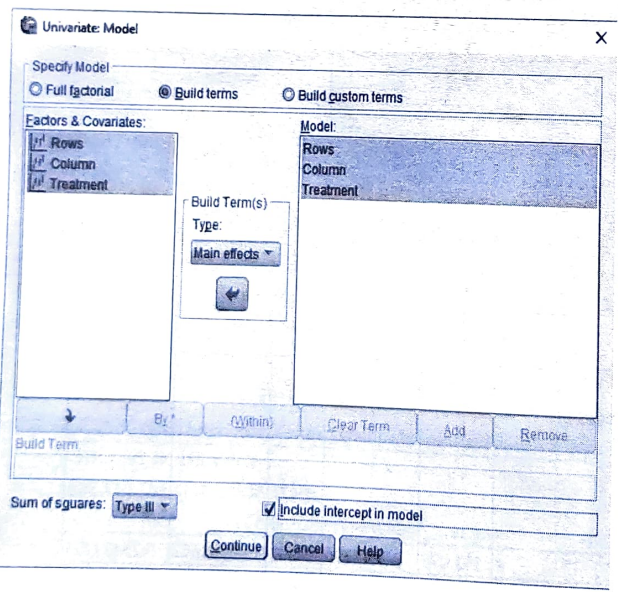 Univariate: Model
X
Specify Model
Full factorial
Build terms
Build custom terms
Factors & Covariates:
Rows
Column
Treatment
Build Term(s)
Type:
Main effects
Model:
Rows
Column
Treatment
By *
(Within)
Clear Term
Add
Remove
Build Term:
Sum of squares: Type III
Include intercept in model
Continue
Cancel
Help